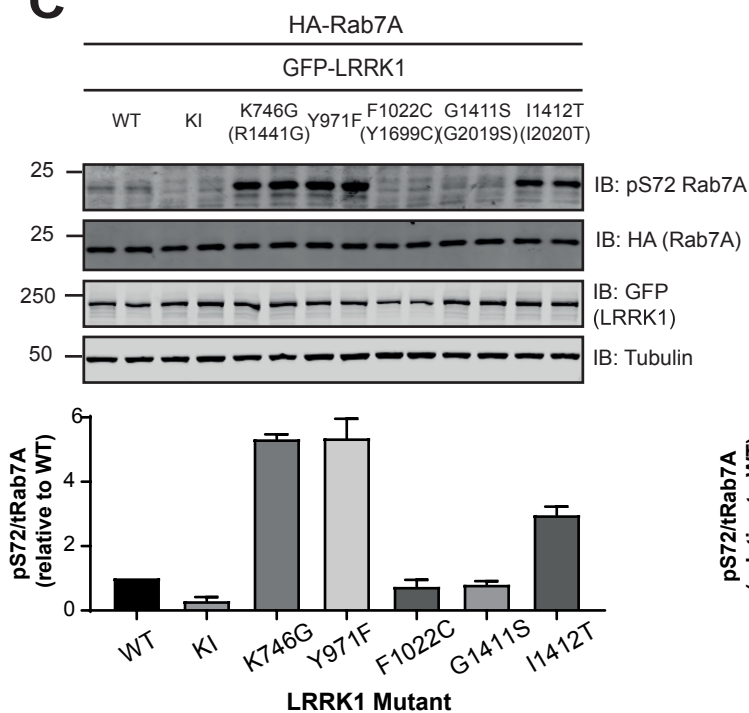 C
HA-Rab7A
GFP-LRRK1
WT KI K746G (R1441G) Y971F F1022C (Y1699C) G1411S (G2019S) I1412T (I2020T)
25 IB: pS72 Rab7A
25 IB: HA (Rab7A)
250 IB: GFP
(LRRK1)
50 IB: Tubulin
pS72/tRab7A
(relative to WT)
6
4
2
0
WT KI K746G Y971F F1022C G1411S I1412T
LRRK1 Mutant
pS72/tRab7A